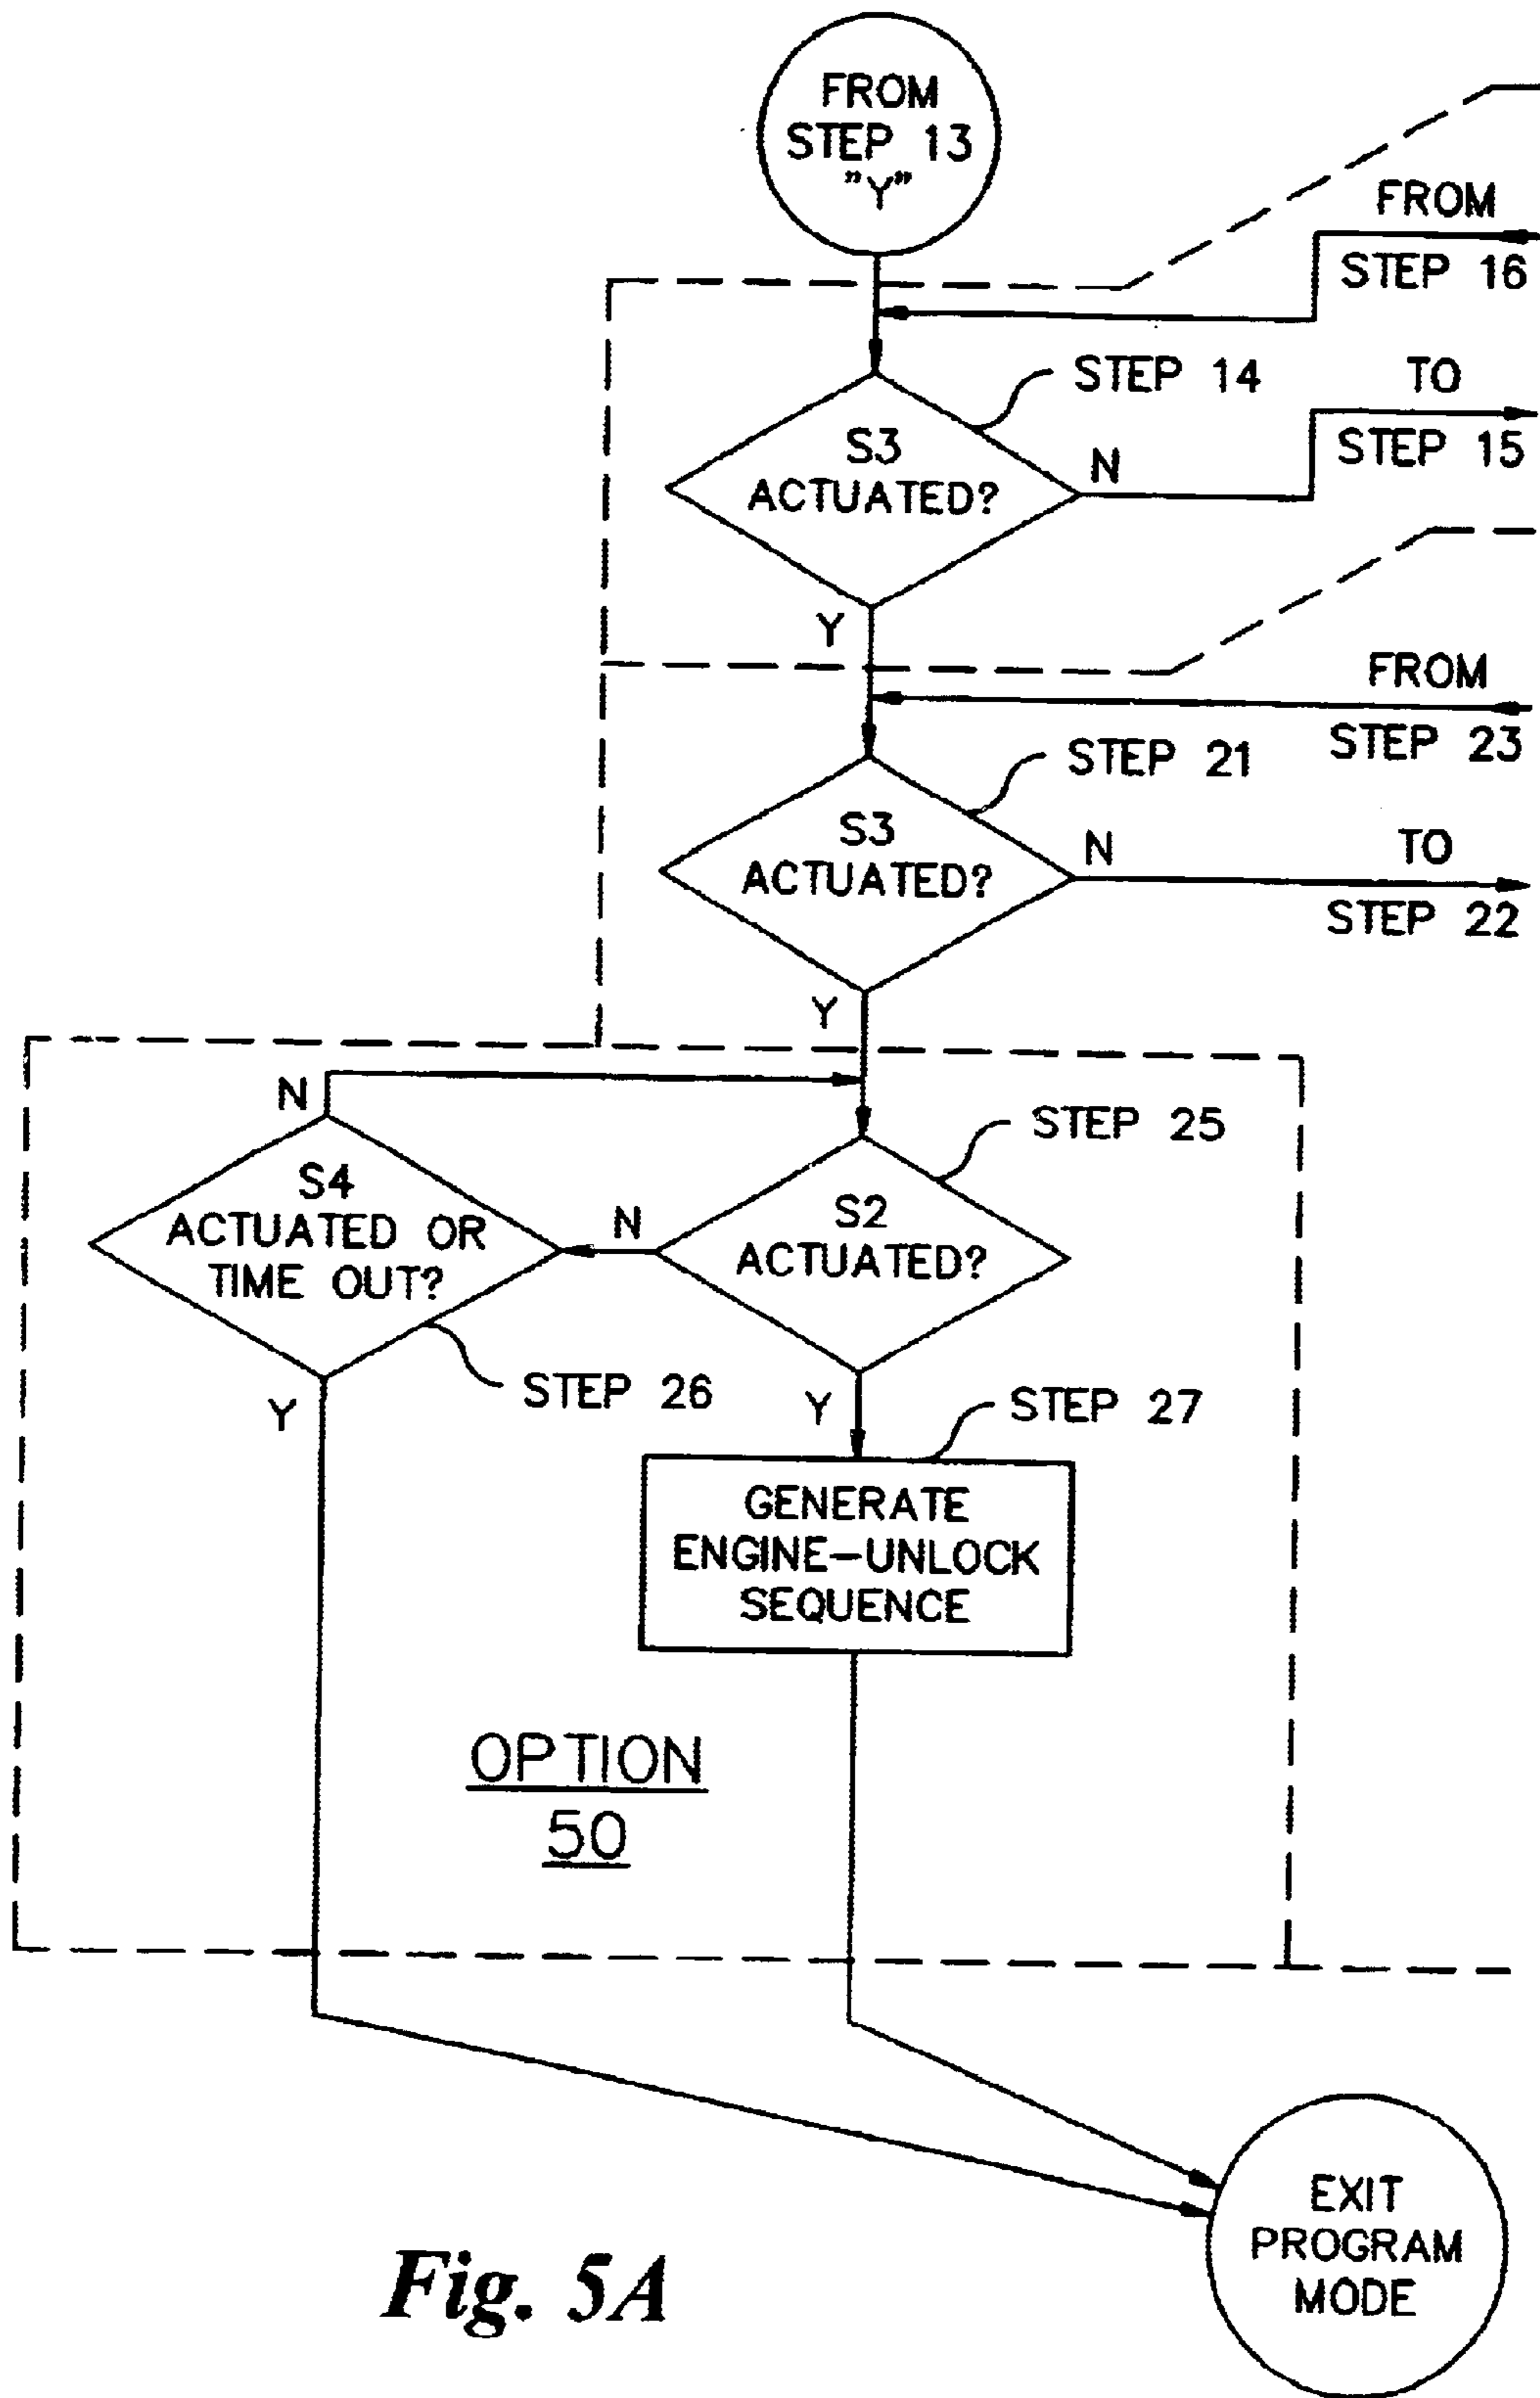 FROM
STEP 13
"Y"
FROM
STEP 16
STEP 14
TO
STEP 15
S3
ACTUATED?
N
Y
FROM
STEP 23
STEP 21
S3
ACTUATED?
N
TO
STEP 22
Y
N
STEP 25
S4
ACTUATED OR
TIME OUT?
N
S2
ACTUATED?
STEP 26
Y
Y
STEP 27
GENERATE
ENGINE-UNLOCK
SEQUENCE
OPTION
50
EXIT
PROGRAM
MODE
Fig. 5A